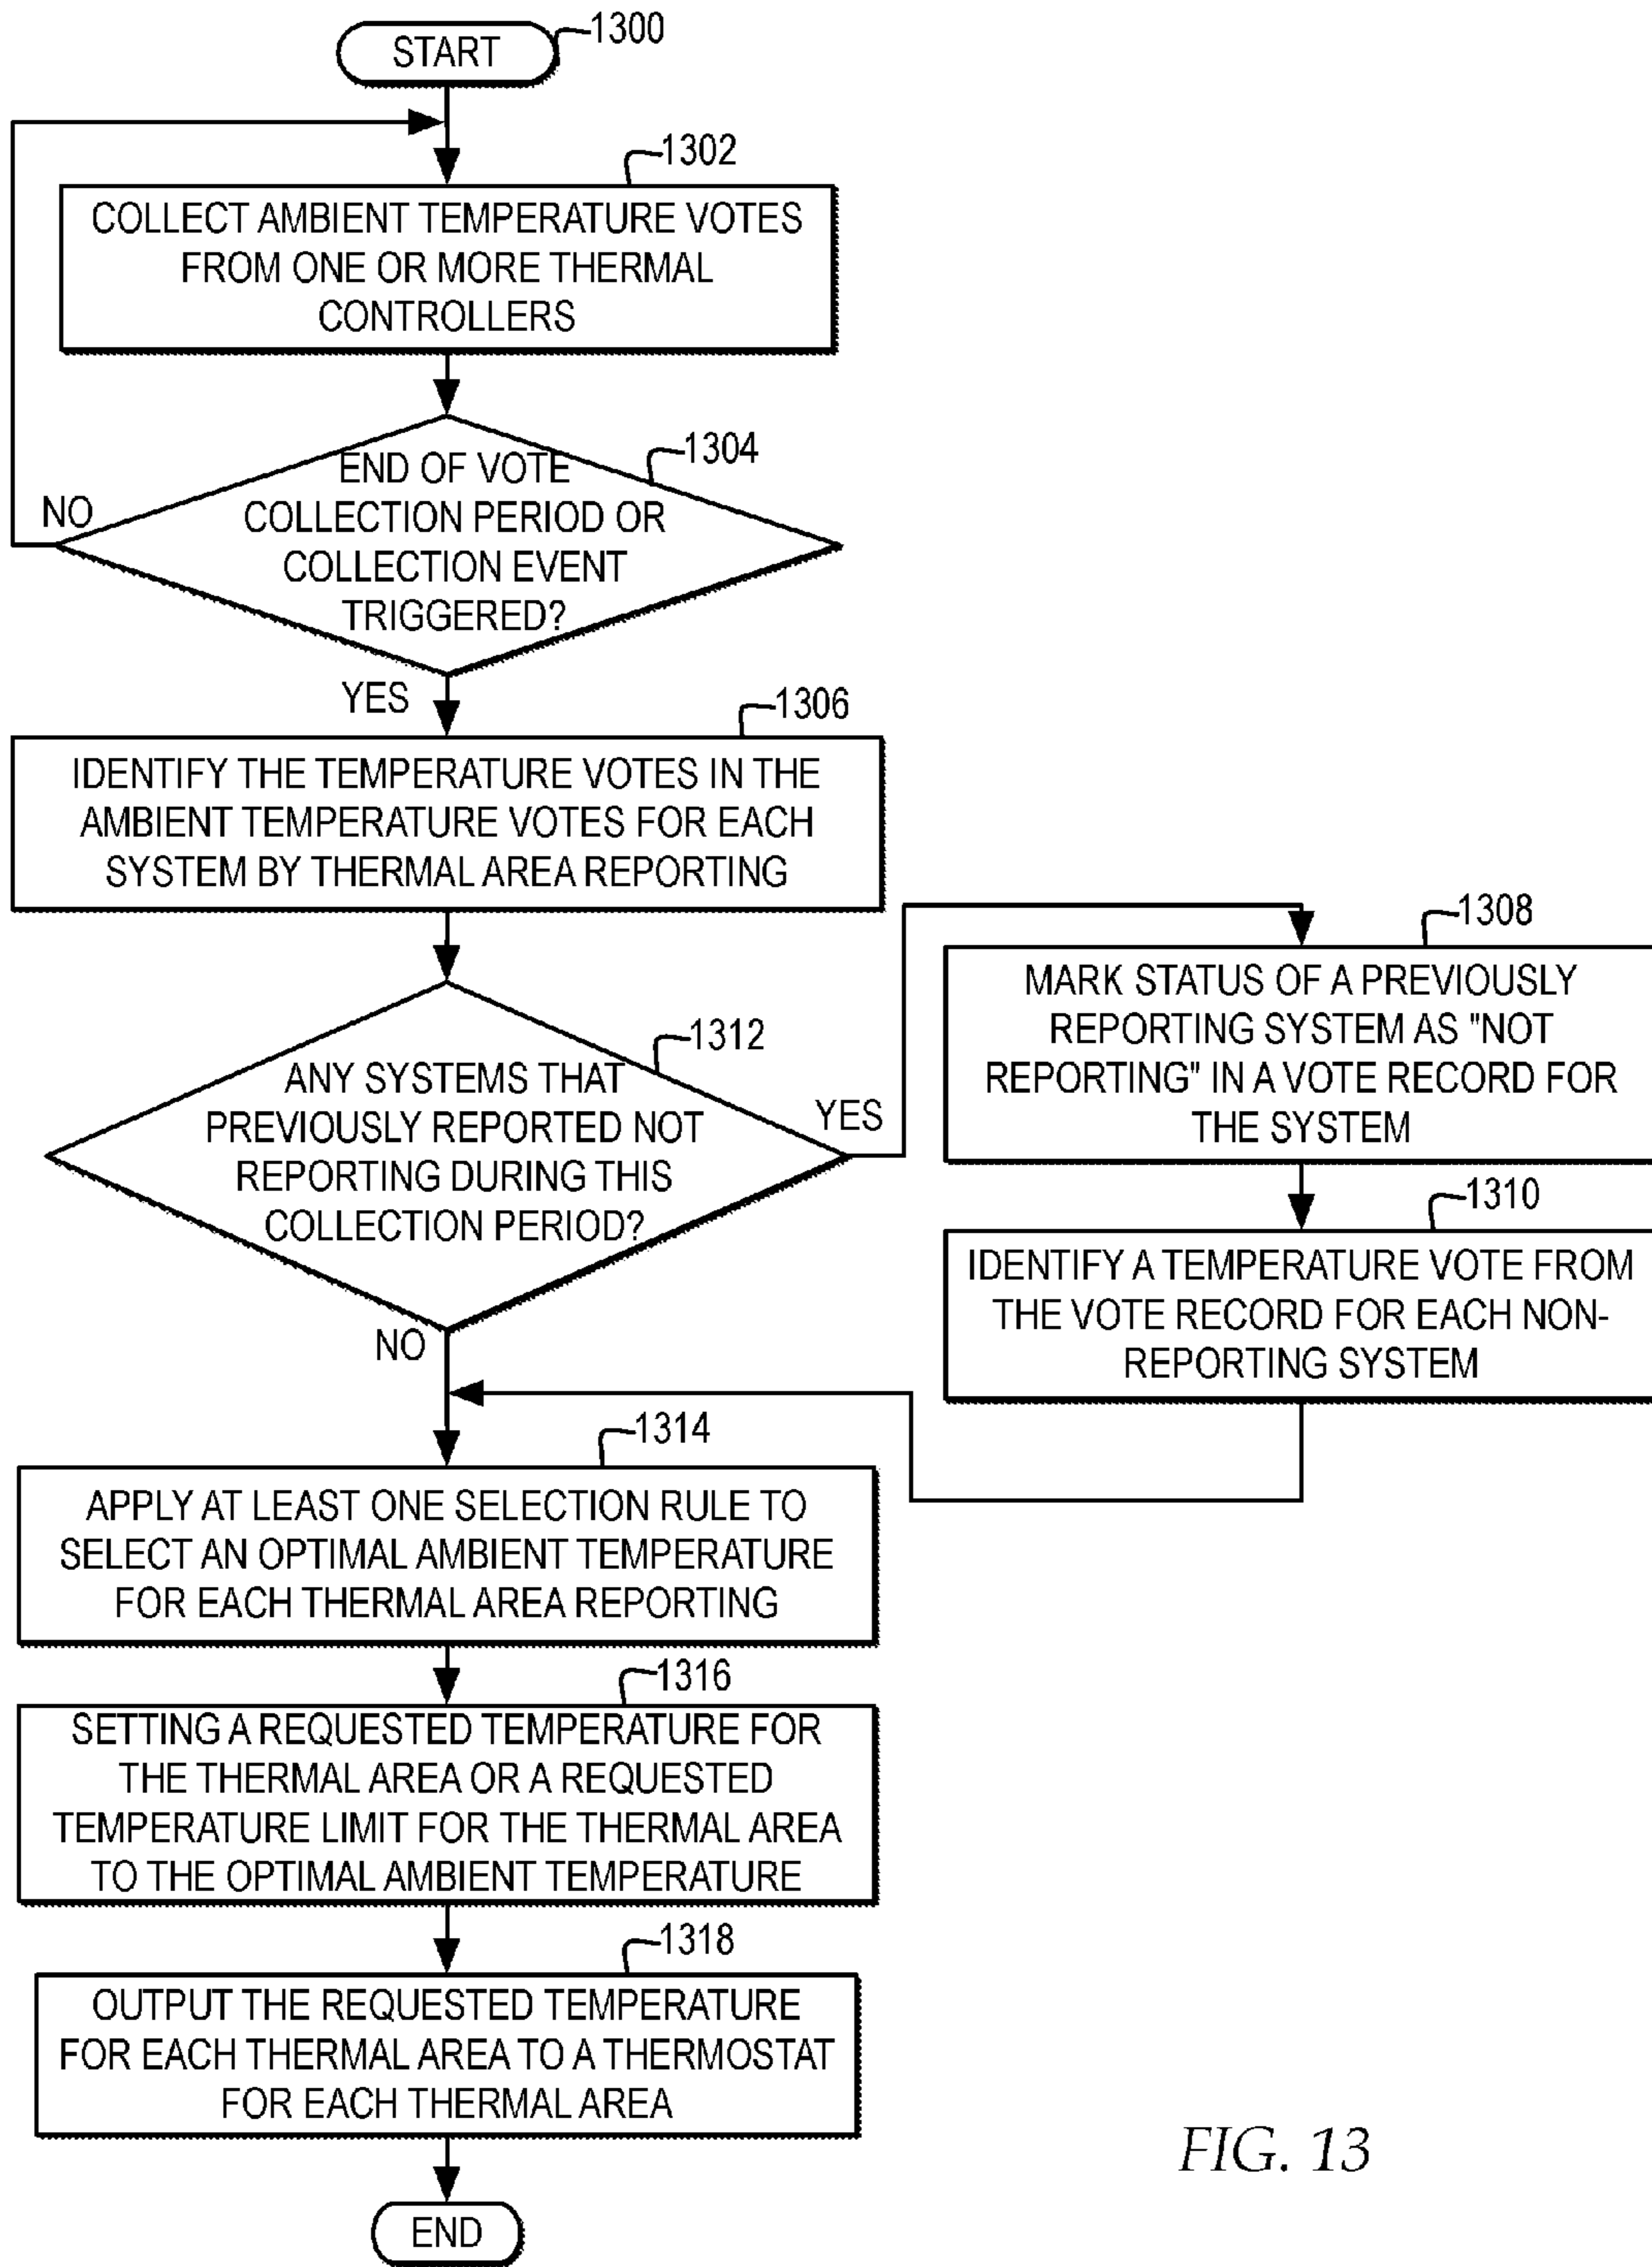 START
1300
1302
COLLECT AMBIENT TEMPERATURE VOTES
FROM ONE OR MORE THERMAL
CONTROLLERS
1304
END OF VOTE
COLLECTION PERIOD OR
COLLECTION EVENT
TRIGGERED?
NO
YES
1306
IDENTIFY THE TEMPERATURE VOTES IN THE
AMBIENT TEMPERATURE VOTES FOR EACH
SYSTEM BY THERMAL AREA REPORTING
1312
ANY SYSTEMS THAT
PREVIOUSLY REPORTED NOT
REPORTING DURING THIS
COLLECTION PERIOD?
YES
1308
MARK STATUS OF A PREVIOUSLY
REPORTING SYSTEM AS "NOT
REPORTING" IN A VOTE RECORD FOR
THE SYSTEM
1310
IDENTIFY A TEMPERATURE VOTE FROM
THE VOTE RECORD FOR EACH NON-
REPORTING SYSTEM
NO
1314
APPLY AT LEAST ONE SELECTION RULE TO
SELECT AN OPTIMAL AMBIENT TEMPERATURE
FOR EACH THERMAL AREA REPORTING
1316
SETTING A REQUESTED TEMPERATURE FOR
THE THERMAL AREA OR A REQUESTED
TEMPERATURE LIMIT FOR THE THERMAL AREA
TO THE OPTIMAL AMBIENT TEMPERATURE
1318
OUTPUT THE REQUESTED TEMPERATURE
FOR EACH THERMAL AREA TO A THERMOSTAT
FOR EACH THERMAL AREA
END
FIG. 13